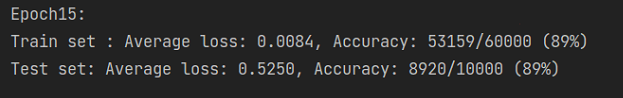 Epoch15:
Train set : Average loss: 0.0084, Accuracy: 53159/60000 (89%)
Test set: Average loss: 0.5250, Accuracy: 8920/10000 (89%)